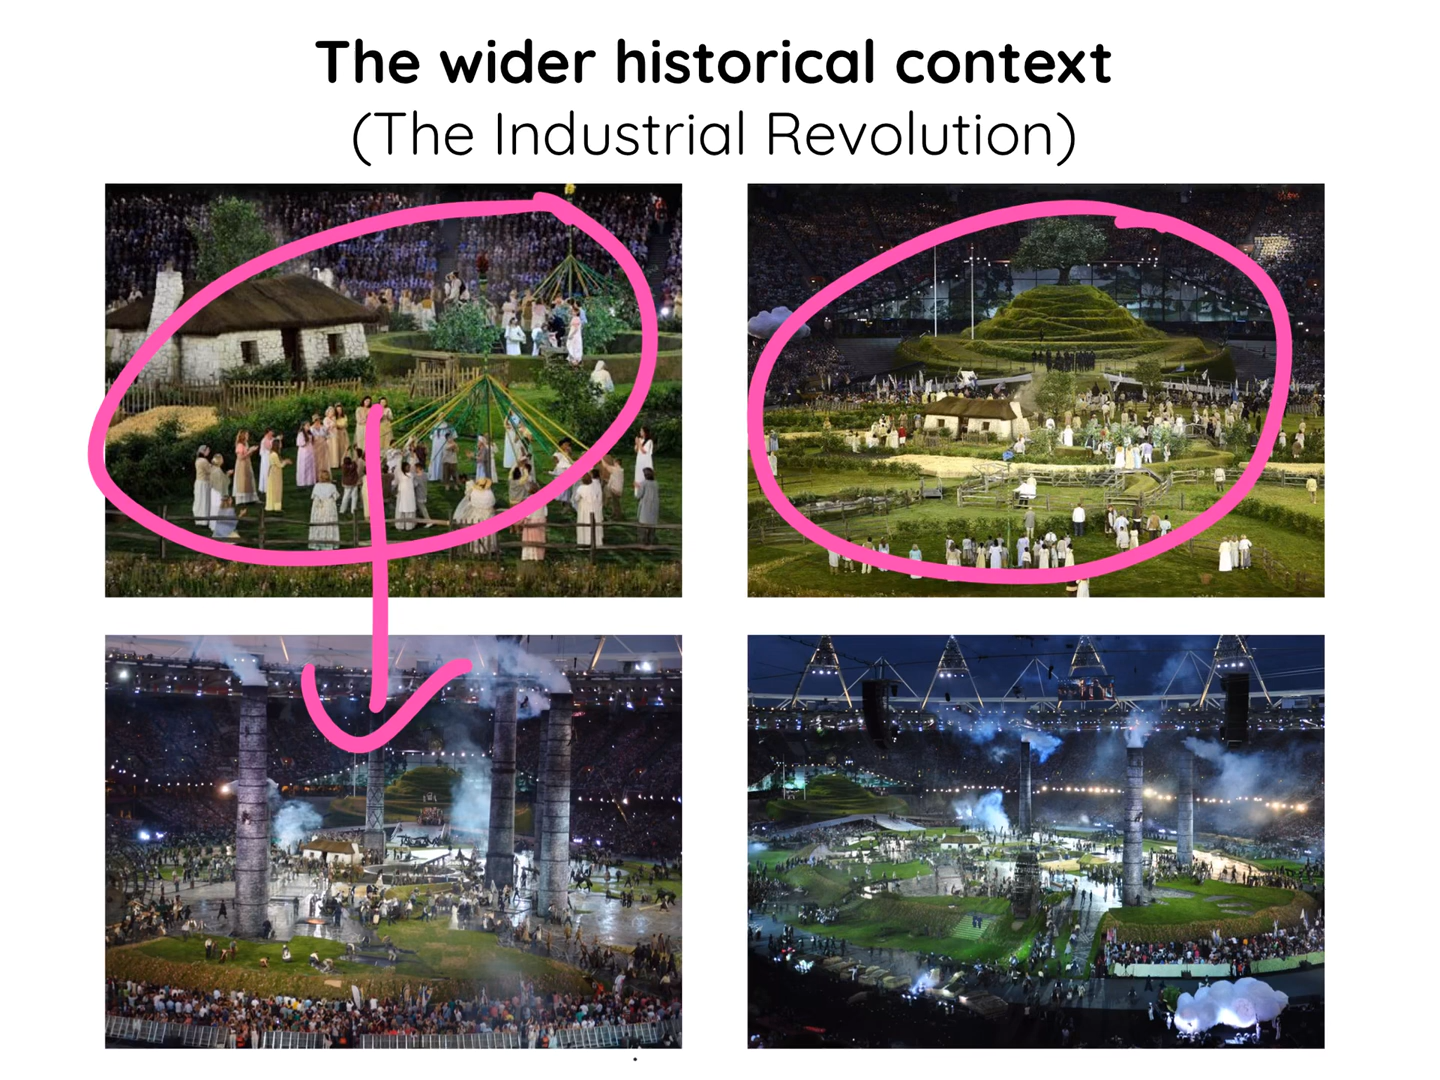 The wider historical context
(The Industrial Revolution)